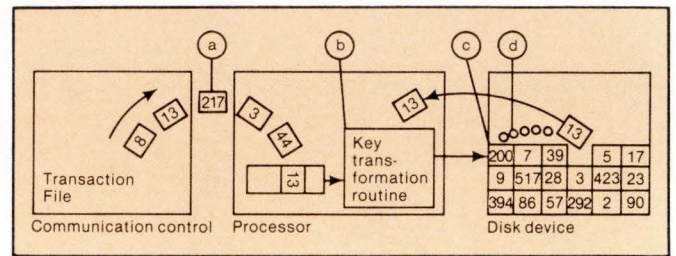 a
b
c
d
217
13
8
3
44
13
13
13
Key
trans-
formation
routine
Transaction
File
200 7 39 5 17
9 517 28 3 423 23
394 86 57 292 2 90
Communication control
Processor
Disk device